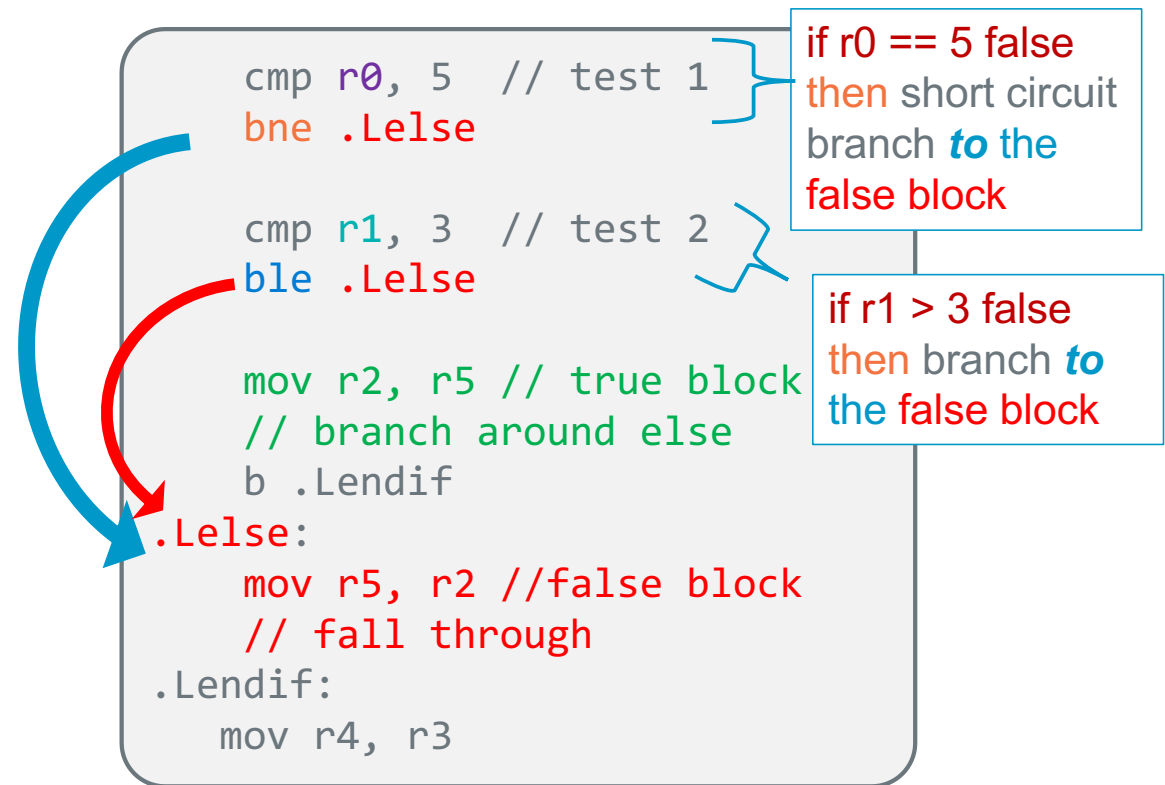 cmp r0, 5 // test 1
bne .Lelse
cmp r1, 3 // test 2
ble .Lelse
mov r2, r5 // true block
// branch around else
b .Lendif
.Lelse:
mov r5, r2 //false block
// fall through
.Lendif:
mov r4, r3
if r0 == 5 false
then short circuit
branch to the
false block
if r1 > 3 false
then branch to
the false block